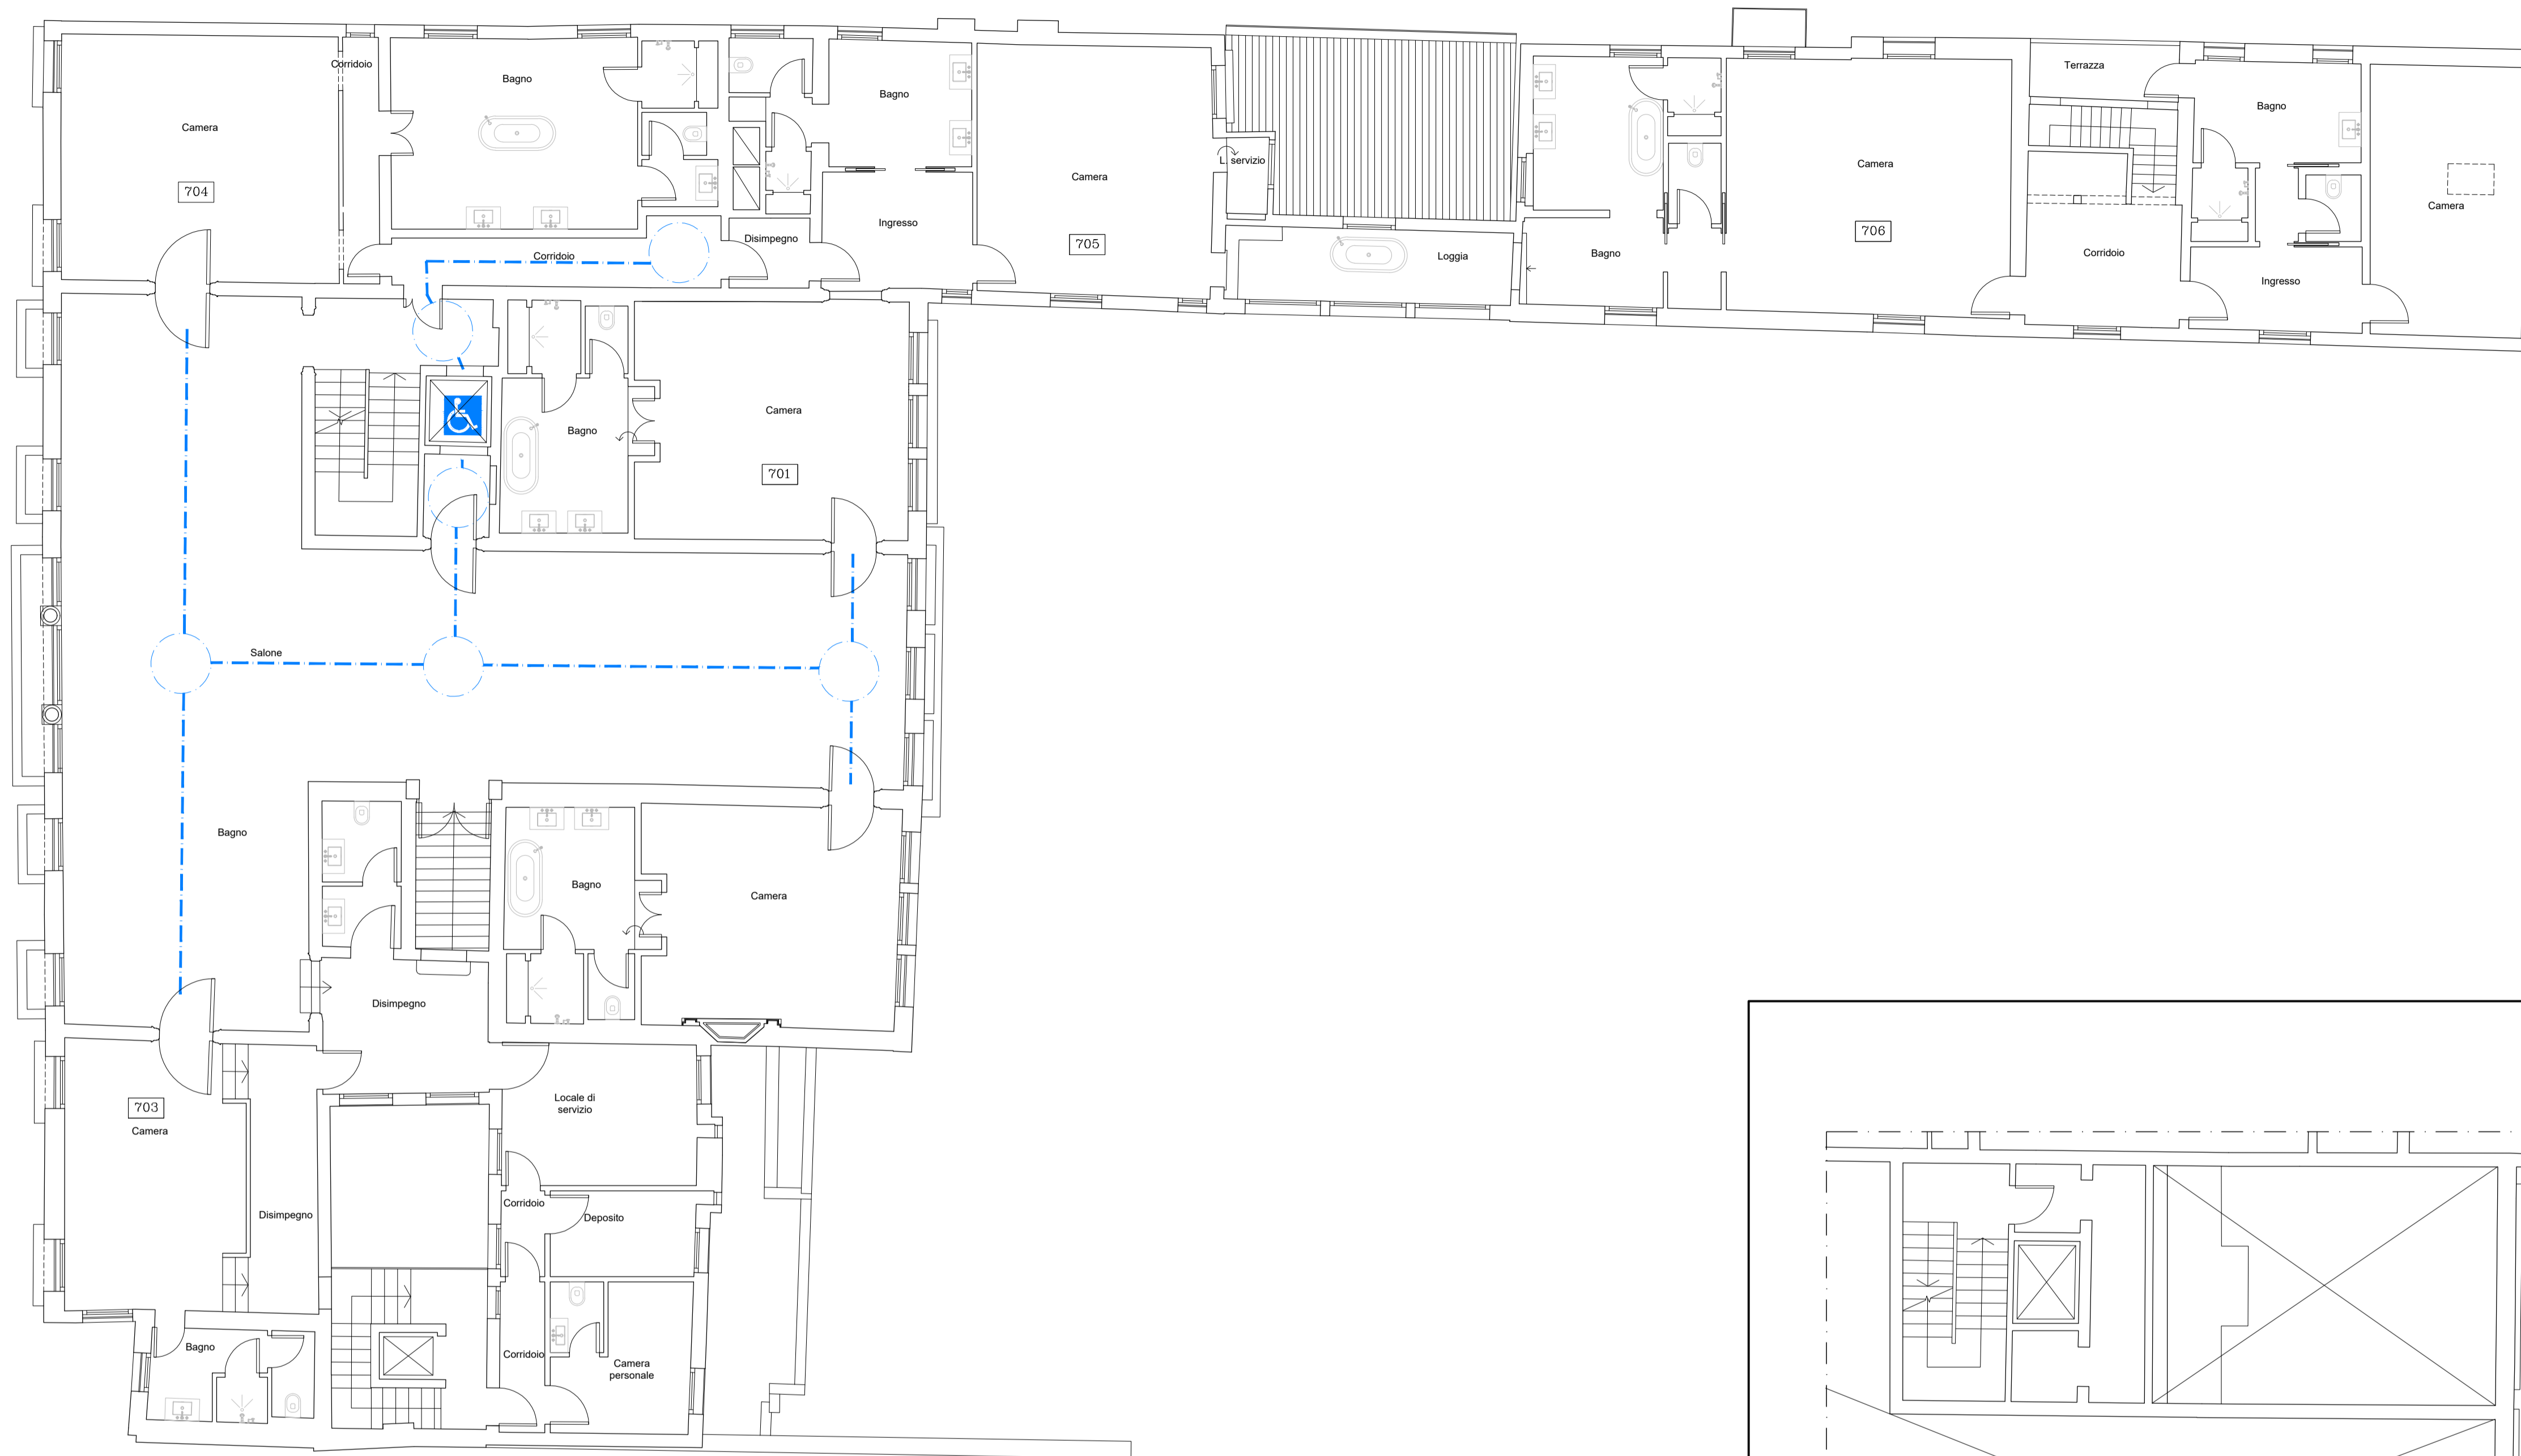 Corridoio
Bagno
Camera
704
Bagno
Camera
L. servizio
Ingresso
Disimpegno
Corridoio
705
Loggia
Bagno
Camera
706
Terrazza
Bagno
Camera
Corridoio
Ingresso
Camera
Bagno
701
Salone
Bagno
Bagno
Camera
Disimpegno
703
Camera
Locale di
servizio
Corridoio
Deposito
Disimpegno
Bagno
Corridoio
Camera
personale